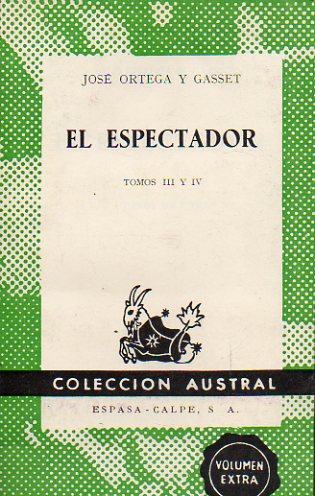 JOSÉ ORTEGA Y GASSET
EL ESPECTADOR
TOMOS III Y IV
COLECCION AUSTRAL
ESPASA - CALPE, S A.
VOLUMEN
EXTRA